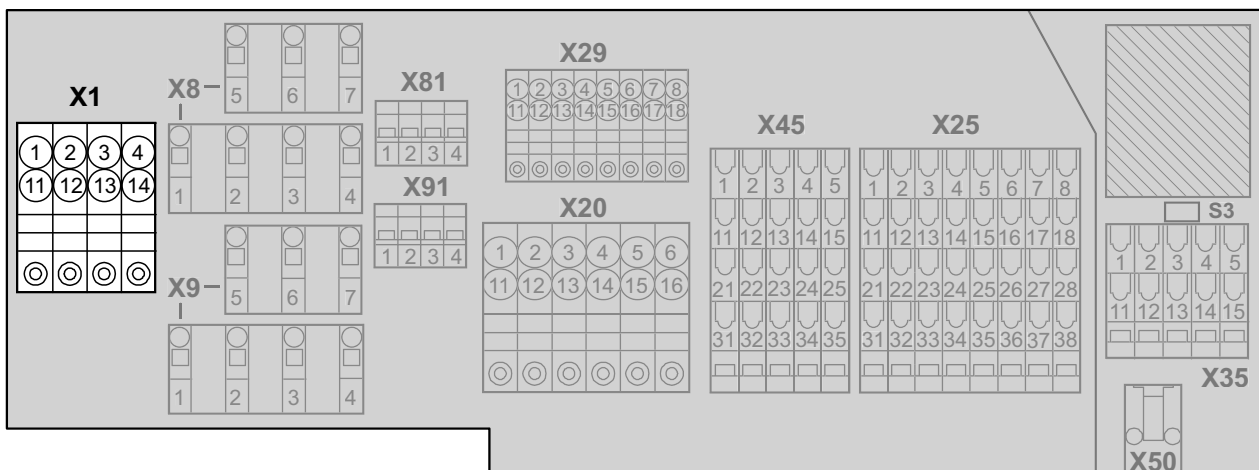 X1
1 2 3 4
11 12 13 14
X8
5 6 7
1 2 3 4
X9
5 6 7
1 2 3 4
X81
1 2 3 4
X91
1 2 3 4
X29
1 2 3 4 5 6 7 8
11 12 13 14 15 16 17 18
X20
1 2 3 4 5 6
11 12 13 14 15 16
X45
1 2 3 4 5
11 12 13 14 15
21 22 23 24 25
31 32 33 34 35
X25
1 2 3 4 5 6 7 8
11 12 13 14 15 16 17 18
21 22 23 24 25 26 27 28
31 32 33 34 35 36 37 38
S3
1 2 3 4 5
11 12 13 14 15
X35
X50